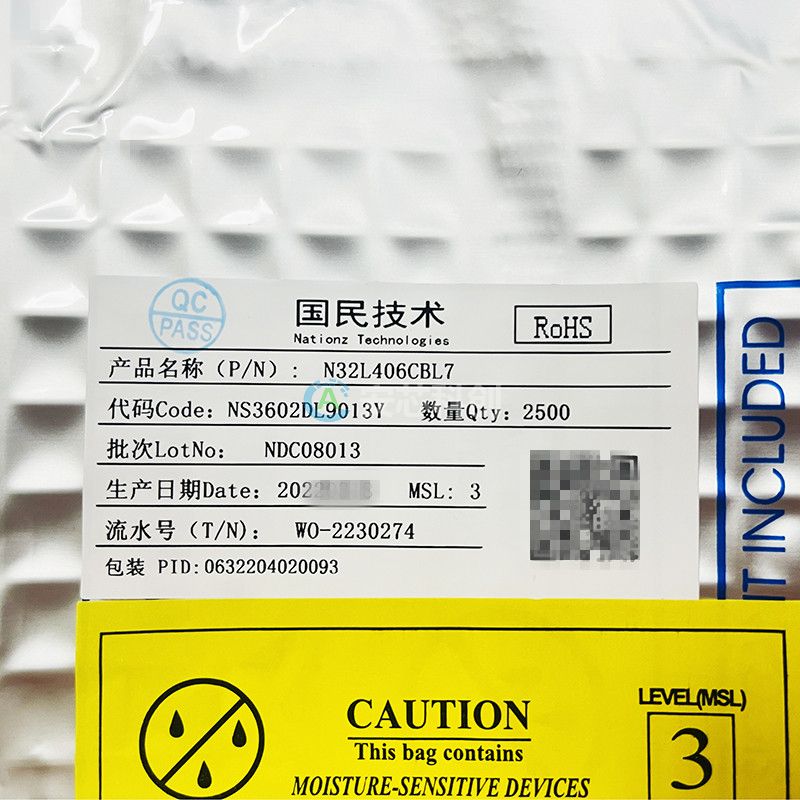 QC
PASS
国民技术
Nationz Technologies
RoHS
产品名称（P/N）: N32L406CBL7
代码Code: NS3602DL9013Y 数量Qty: 2500
批次LotNo: NDC08013
生产日期Date: 202 MSL: 3
流水号（T/N）: WO-2230274
包装 PID:0632204020093
INCLUDED
CAUTION
This bag contains
MOISTURE-SENSITIVE DEVICES
LEVEL(MSL)
3